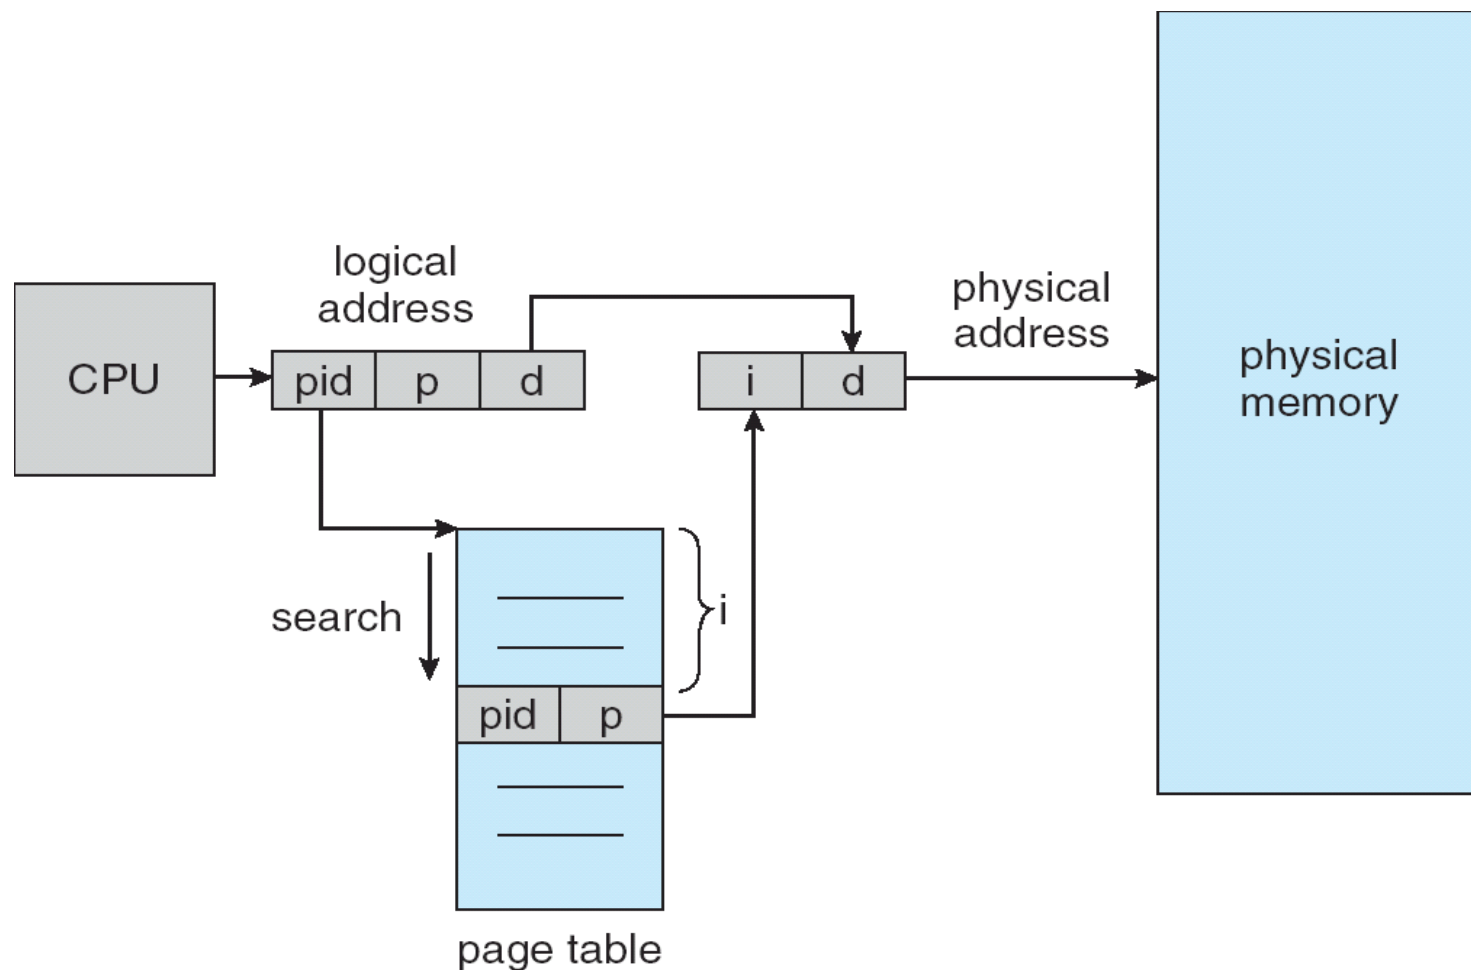 logical
address
physical
address
CPU
pid p d
i d
physical
memory
search
i
pid p
page table